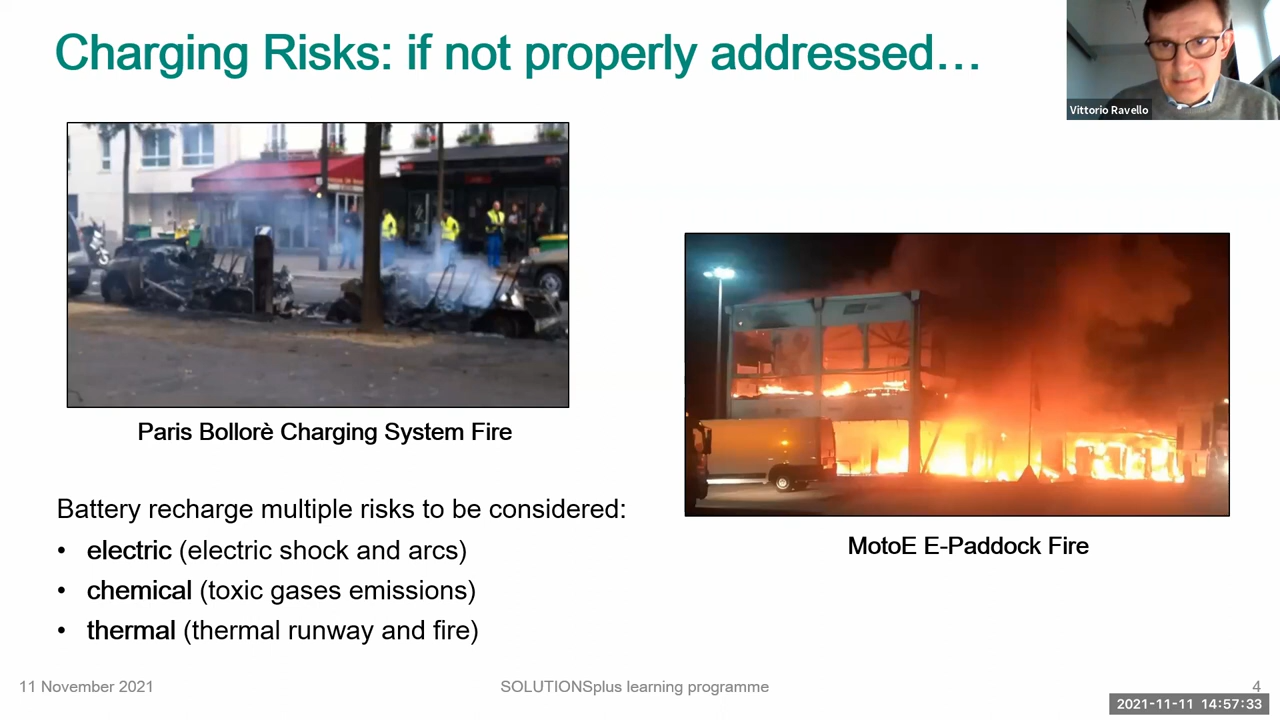 Charging Risks: if not properly addressed…
Vittorio Ravello
Paris Bollorè Charging System Fire
MotoE E-Paddock Fire
Battery recharge multiple risks to be considered:
• electric (electric shock and arcs)
• chemical (toxic gases emissions)
• thermal (thermal runway and fire)
11 November 2021
SOLUTIONSplus learning programme
4
2021-11-11 14:57:33